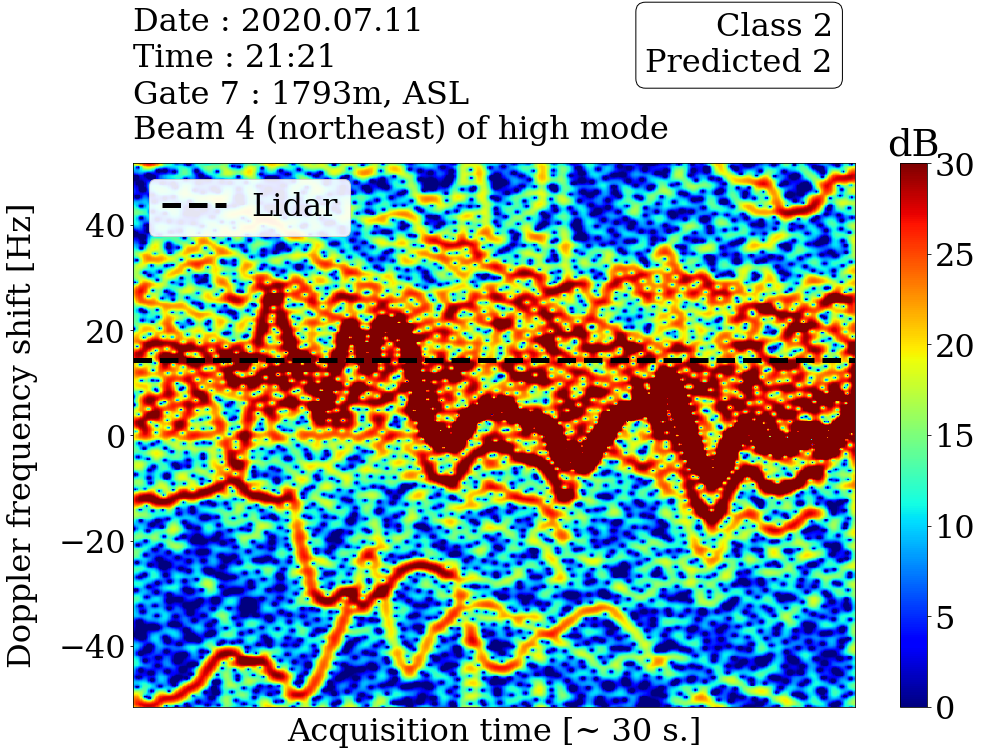 Date : 2020.07.11
Time : 21:21
Gate 7 : 1793m, ASL
Beam 4 (northeast) of high mode
Class 2
Predicted 2
dB
Lidar
Doppler frequency shift [Hz]
40
20
0
−20
−40
30
25
20
15
10
5
0
Acquisition time [~ 30 s.]